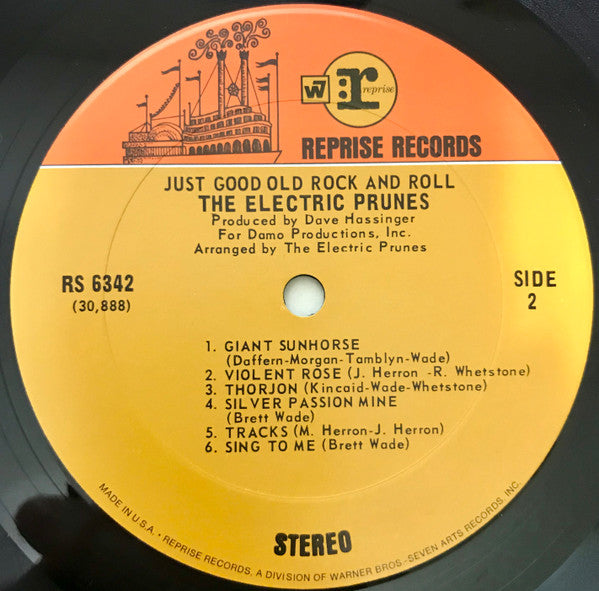 W7
r
reprise
REPRISE RECORDS
JUST GOOD OLD ROCK AND ROLL
THE ELECTRIC PRUNES
Produced by Dave Hassinger
For Damo Productions, Inc.
Arranged by The Electric Prunes
RS 6342
(30,888)
SIDE
2
1. GIANT SUNHORSE
(Daffern-Morgan-Tamblyn-Wade)
2. VIOLENT ROSE (J. Herron -R. Whetstone)
3. THORJON (Kincaid-Wade-Whetstone)
4. SILVER PASSION MINE
(Brett Wade)
5. TRACKS (M. Herron-J. Herron)
6. SING TO ME (Brett Wade)
STEREO
MADE IN U.S.A. · REPRISE RECORDS, A DIVISION OF WARNER BROS.-SEVEN ARTS RECORDS, INC.